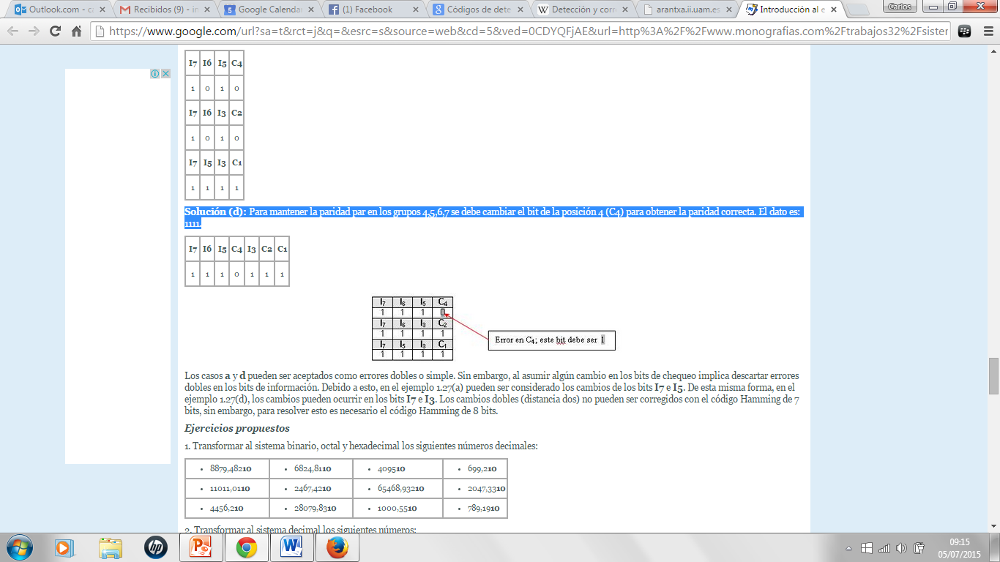 Outlook.com - ca
Recibidos (9) - in
Google Calenda
(1) Facebook
Códigos de dete
Detección y corr
arantxa.ii.uam.es
Introducción al e
Carlos
https://www.google.com/url?sa=t&rct=j&q=&esrc=s&source=web&cd=5&ved=0CDYQFjAE&url=http%3A%2F%2Fwww.monografias.com%2Ftrabajos32%2Fsister
I7 I6 I5 C4
1 0 1 0
I7 I6 I3 C2
1 0 1 0
I7 I5 I3 C1
1 1 1 1
Solución (d): Para mantener la paridad par en los grupos 4,5,6,7 se debe cambiar el bit de la posición 4 (C4) para obtener la paridad correcta. El dato es:
1111.
I7 I6 I5 C4 I3 C2 C1
1 1 1 0 1 1 1
I7 I6 I5 C4
1 1 1 0
I7 I6 I3 C2
1 1 1 1
I7 I5 I3 C1
1 1 1 1
Error en C4; este bit debe ser 1
Los casos a y d pueden ser aceptados como errores dobles o simple. Sin embargo, al asumir algún cambio en los bits de chequeo implica descartar errores
dobles en los bits de información. Debido a esto, en el ejemplo 1.27(a) pueden ser considerado los cambios de los bits I7 e I5. De esta misma forma, en el
ejemplo 1.27(d), los cambios pueden ocurrir en los bits I7 e I3. Los cambios dobles (distancia dos) no pueden ser corregidos con el código Hamming de 7
bits, sin embargo, para resolver esto es necesario el código Hamming de 8 bits.
Ejercicios propuestos
1. Transformar al sistema binario, octal y hexadecimal los siguientes números decimales:
• 8879,48210 • 6824,8110 • 409510 • 699,210
• 11011,0110 • 2467,4210 • 65468,93210 • 2047,3310
• 4456,210 • 28079,8310 • 1000,5510 • 789,1910
2. Transformar al sistema decimal los siguientes números:
09:15
05/07/2015